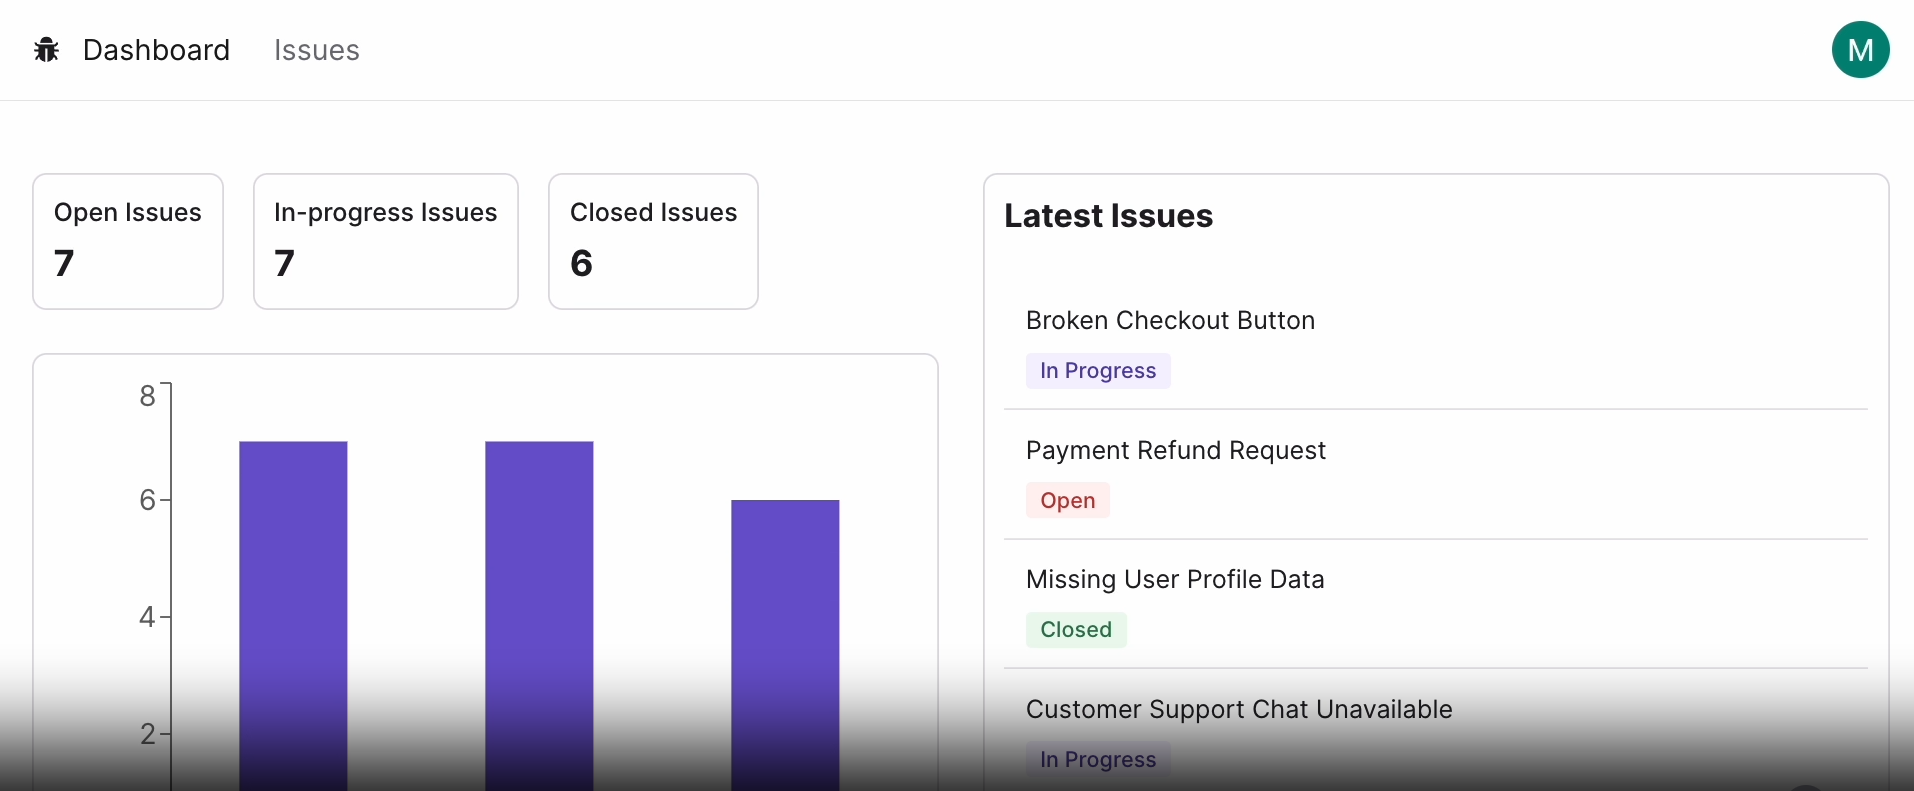 Dashboard Issues
M
Open Issues
7
In-progress Issues
7
Closed Issues
6
8
6
4
2
Latest Issues
Broken Checkout Button
In Progress
Payment Refund Request
Open
Missing User Profile Data
Closed
Customer Support Chat Unavailable
In Progress